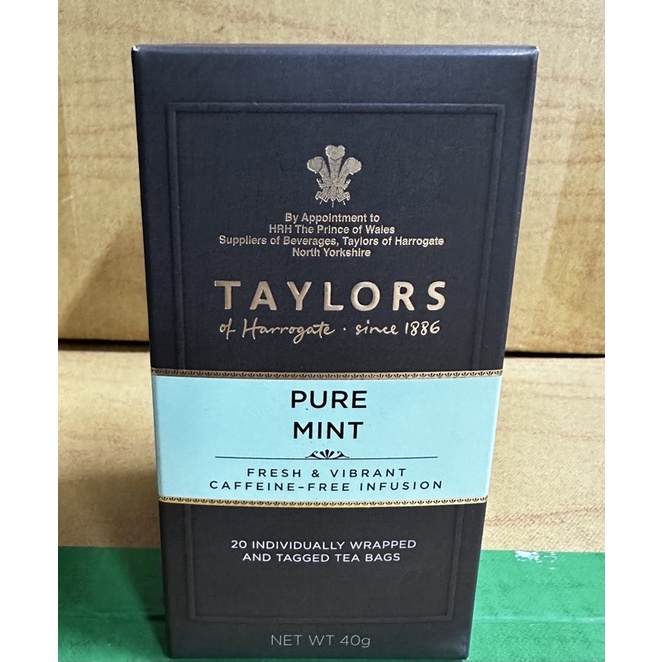 By Appointment to
HRH The Prince of Wales
Suppliers of Beverages, Taylors of Harrogate
North Yorkshire
TAYLORS
of Harrogate · since 1886
PURE
MINT
FRESH & VIBRANT
CAFFEINE-FREE INFUSION
20 INDIVIDUALLY WRAPPED
AND TAGGED TEA BAGS
NET WT 40g